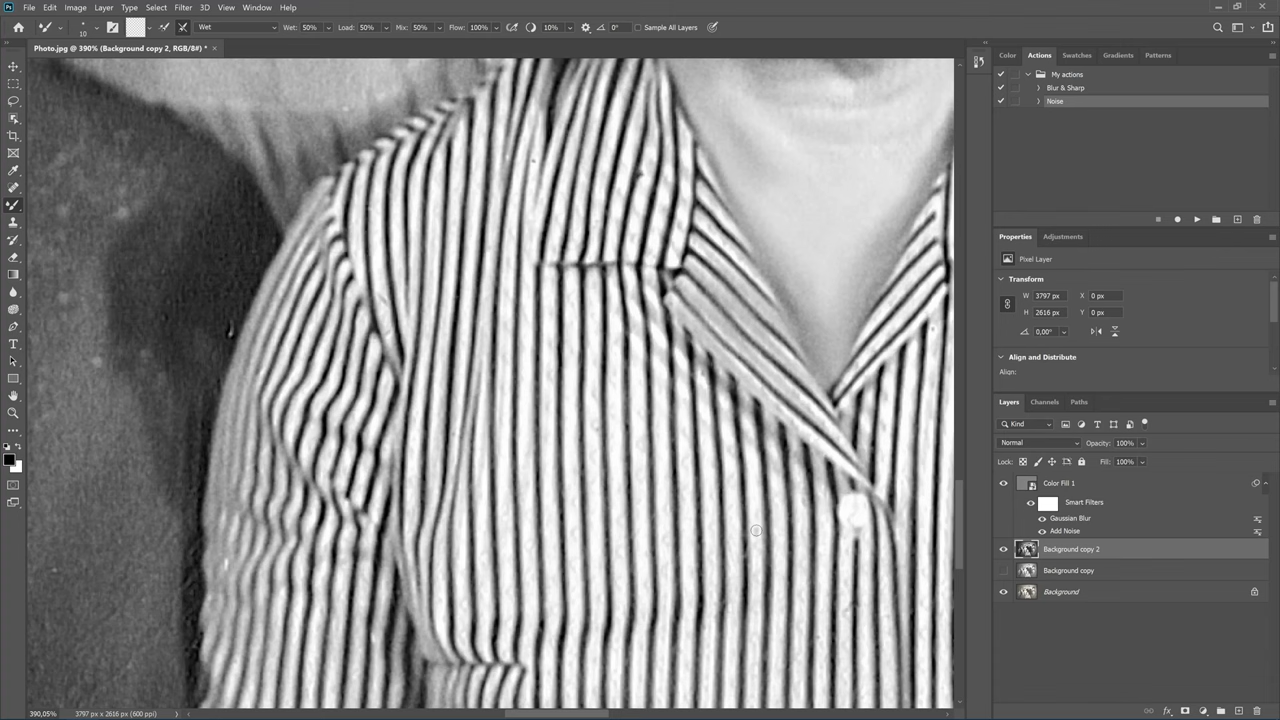 File Edit Image Layer Type Select Filter 3D View Window Help
10 Wet Wet: 50% Load: 50% Mix: 50% Flow: 100% 10% 0° Sample All Layers
Photo.jpg @ 390% (Background copy 2, RGB/8#) *
Color Actions Swatches Gradients Patterns
My actions
Blur & Sharp
Noise
Properties Adjustments
Pixel Layer
Transform
W 3797 px X 0 px
H 2616 px Y 0 px
0,00°
Align and Distribute
Align:
Layers Channels Paths
Kind
Normal Opacity: 100%
Lock: Fill: 100%
Color Fill 1
Smart Filters
Gaussian Blur
Add Noise
Background copy 2
Background copy
Background
390,05% 3797 px x 2616 px (600 ppi)